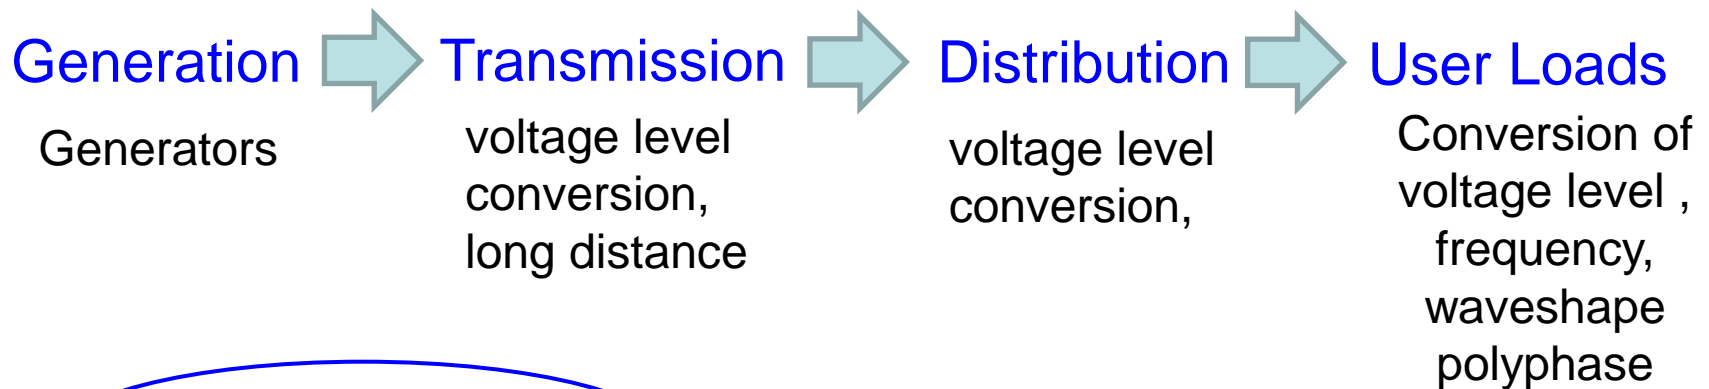 Generation
Transmission
Distribution
User Loads
Generators
voltage level
conversion,
long distance
voltage level
conversion,
Conversion of
voltage level ,
frequency,
waveshape
polyphase